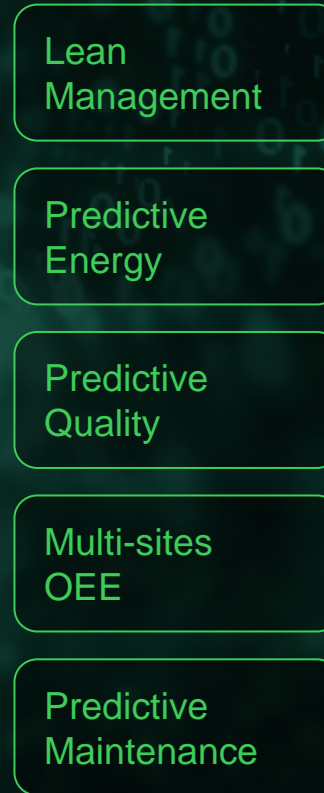 Lean
Management
Predictive
Energy
Predictive
Quality
Multi-sites
OEE
Predictive
Maintenance